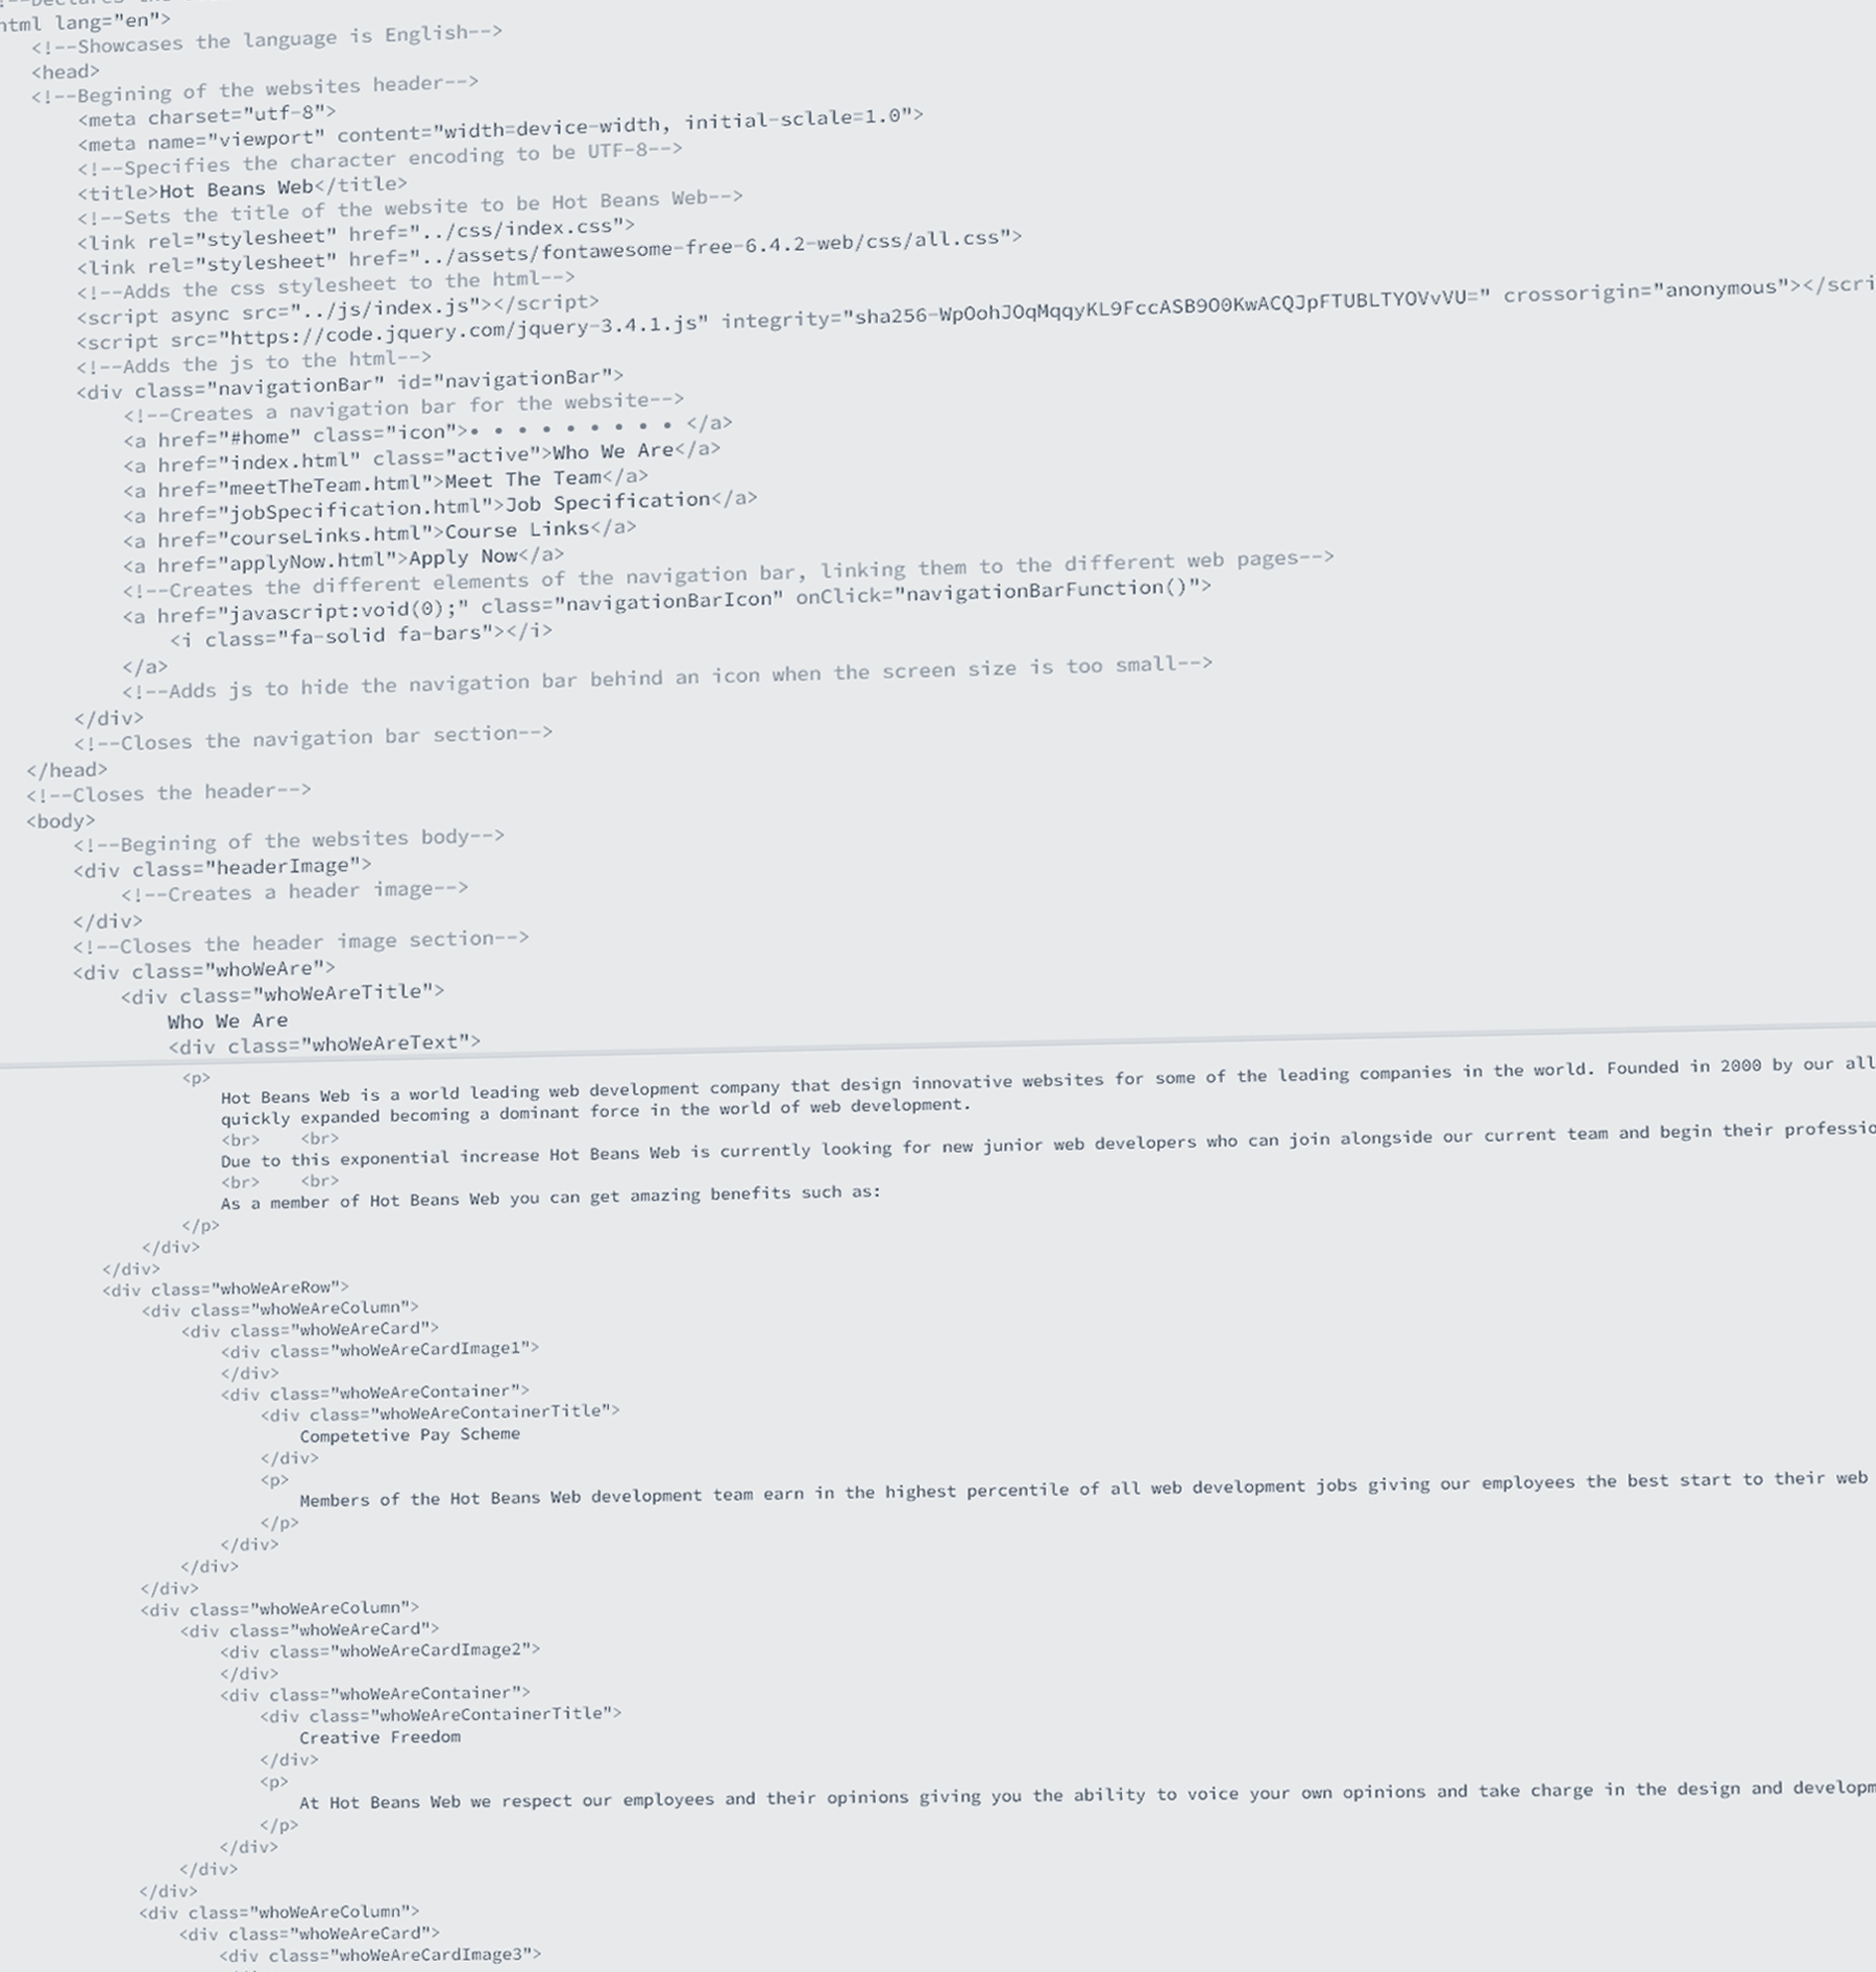 <!--Declares the
html lang="en">
<!--Showcases the language is English-->
<head>
<!--Begining of the websites header-->
<meta charset="utf-8">
<meta name="viewport" content="width=device-width, initial-sclale=1.0">
<!--Specifies the character encoding to be UTF-8-->
<title>Hot Beans Web</title>
<!--Sets the title of the website to be Hot Beans Web-->
<link rel="stylesheet" href="../css/index.css">
<link rel="stylesheet" href="../assets/fontawesome-free-6.4.2-web/css/all.css">
<!--Adds the css stylesheet to the html-->
<script async src="../js/index.js"></script>
<script src="https://code.jquery.com/jquery-3.4.1.js" integrity="sha256-WpOohJOqMqqyKL9FccASB9O0KwACQJpFTUBLTYOVvVU=" crossorigin="anonymous"></scri
<!--Adds the js to the html-->
<div class="navigationBar" id="navigationBar">
<!--Creates a navigation bar for the website-->
<a href="#home" class="icon">• • • • • • • • • </a>
<a href="index.html" class="active">Who We Are</a>
<a href="meetTheTeam.html">Meet The Team</a>
<a href="jobSpecification.html">Job Specification</a>
<a href="courseLinks.html">Course Links</a>
<a href="applyNow.html">Apply Now</a>
<!--Creates the different elements of the navigation bar, linking them to the different web pages-->
<a href="javascript:void(0);" class="navigationBarIcon" onClick="navigationBarFunction()">
<i class="fa-solid fa-bars"></i>
</a>
<!--Adds js to hide the navigation bar behind an icon when the screen size is too small-->
</div>
<!--Closes the navigation bar section-->
</head>
<!--Closes the header-->
<body>
<!--Begining of the websites body-->
<div class="headerImage">
<!--Creates a header image-->
</div>
<!--Closes the header image section-->
<div class="whoWeAre">
<div class="whoWeAreTitle">
Who We Are
<div class="whoWeAreText">
<p>
Hot Beans Web is a world leading web development company that design innovative websites for some of the leading companies in the world. Founded in 2000 by our all
quickly expanded becoming a dominant force in the world of web development.
<br> <br>
Due to this exponential increase Hot Beans Web is currently looking for new junior web developers who can join alongside our current team and begin their professio
<br> <br>
As a member of Hot Beans Web you can get amazing benefits such as:
</p>
</div>
</div>
<div class="whoWeAreRow">
<div class="whoWeAreColumn">
<div class="whoWeAreCard">
<div class="whoWeAreCardImage1">
</div>
<div class="whoWeAreContainer">
<div class="whoWeAreContainerTitle">
Competetive Pay Scheme
</div>
<p>
Members of the Hot Beans Web development team earn in the highest percentile of all web development jobs giving our employees the best start to their web
</p>
</div>
</div>
</div>
<div class="whoWeAreColumn">
<div class="whoWeAreCard">
<div class="whoWeAreCardImage2">
</div>
<div class="whoWeAreContainer">
<div class="whoWeAreContainerTitle">
Creative Freedom
</div>
<p>
At Hot Beans Web we respect our employees and their opinions giving you the ability to voice your own opinions and take charge in the design and developm
</p>
</div>
</div>
</div>
<div class="whoWeAreColumn">
<div class="whoWeAreCard">
<div class="whoWeAreCardImage3">